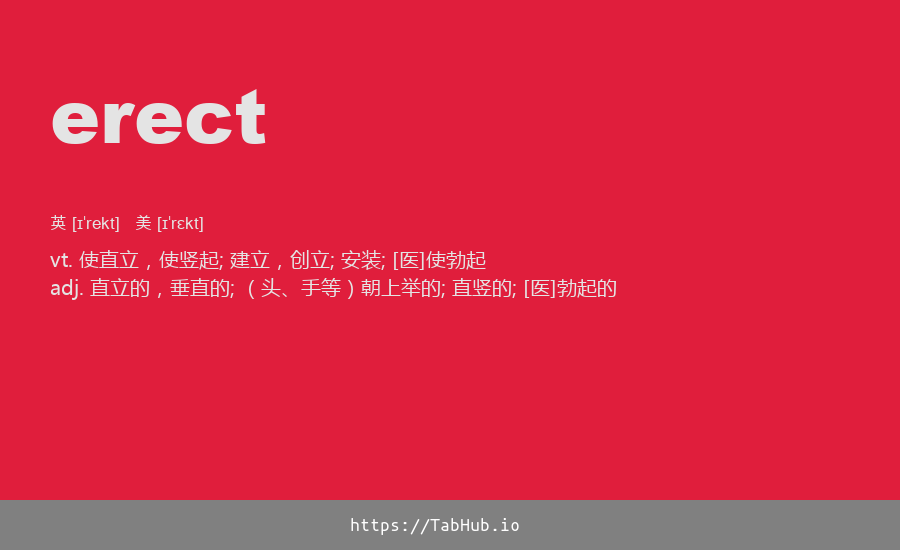 erect
英 [ɪ'rekt] 美 [ɪ'rɛkt]
vt. 使直立，使竖起; 建立，创立; 安装; [医]使勃起
adj. 直立的，垂直的; （头、手等）朝上举的; 直竖的; [医]勃起的
https://TabHub.io